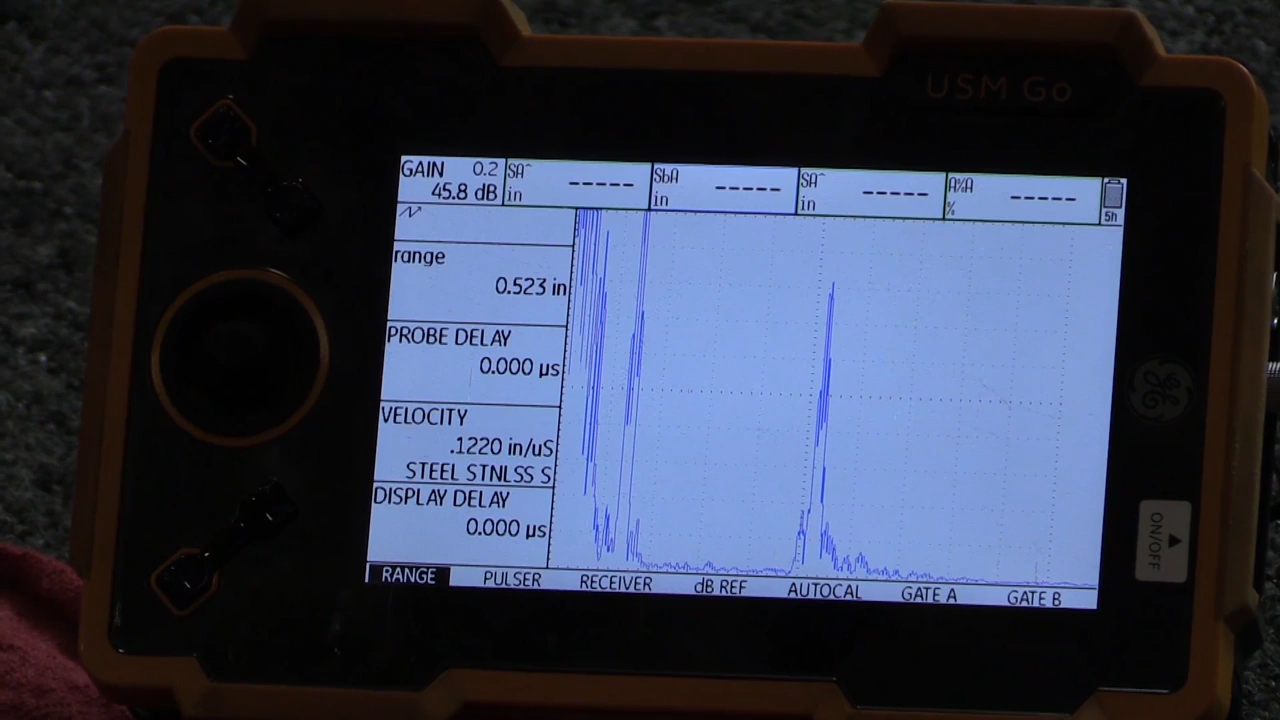 USM Go
GAIN 0.2
45.8 dB
SA^
in
-----
SbA
in
-----
SA^
in
-----
A%A
%
-----
5h
range
0.523 in
PROBE DELAY
0.000 µs
VELOCITY
.1220 in/uS
STEEL STNLSS S
DISPLAY DELAY
0.000 µs
RANGE PULSER RECEIVER dB REF AUTOCAL GATE A GATE B
GE
ON/OFF